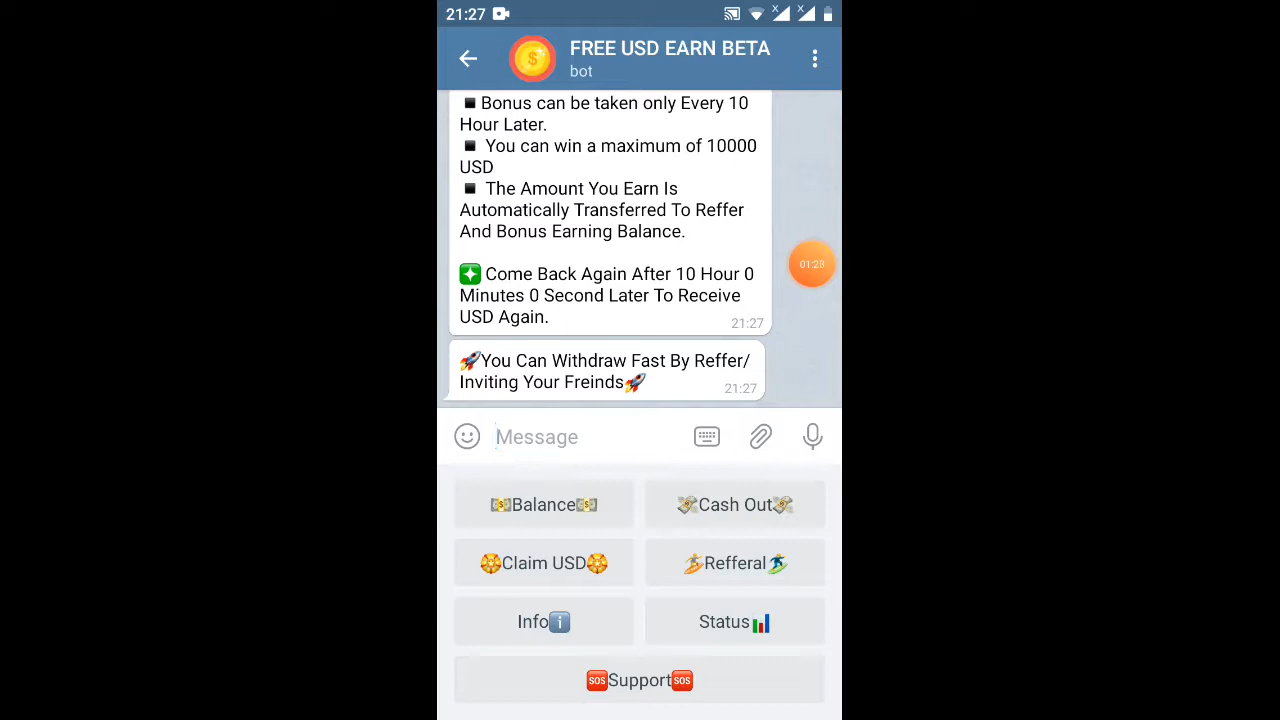 21:27
FREE USD EARN BETA
bot
▪Bonus can be taken only Every 10
Hour Later.
▪ You can win a maximum of 10000
USD
▪ The Amount You Earn Is
Automatically Transferred To Reffer
And Bonus Earning Balance.
Come Back Again After 10 Hour 0
Minutes 0 Second Later To Receive
USD Again.
21:27
01:23
🚀You Can Withdraw Fast By Reffer/
Inviting Your Freinds🚀
21:27
Message
💵Balance💵
💸Cash Out💸
Claim USD
Refferal
Infoℹ️
Status📊
🆘Support🆘